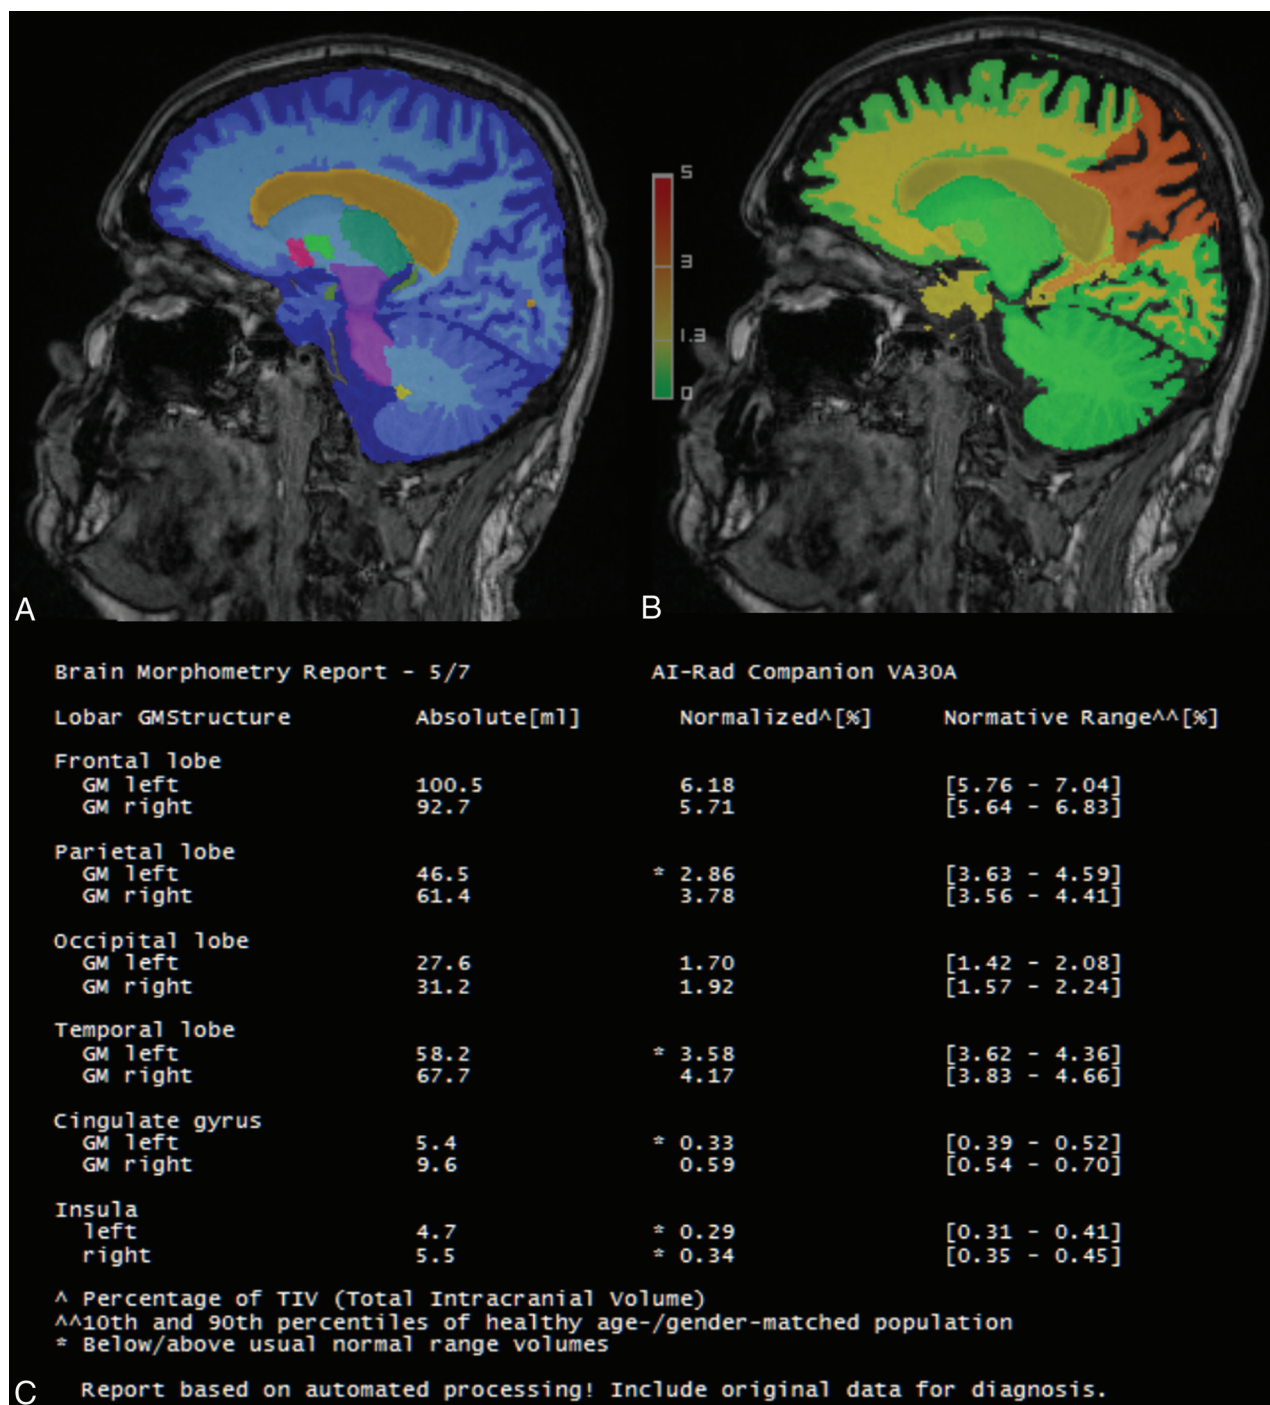 5
3
1.3
0
A
B
Brain Morphometry Report - 5/7 AI-Rad Companion VA30A
Lobar GMStructure Absolute[ml] Normalized^[%] Normative Range^^[%]
Frontal lobe
GM left 100.5 6.18 [5.76 - 7.04]
GM right 92.7 5.71 [5.64 - 6.83]
Parietal lobe
GM left 46.5 * 2.86 [3.63 - 4.59]
GM right 61.4 3.78 [3.56 - 4.41]
Occipital lobe
GM left 27.6 1.70 [1.42 - 2.08]
GM right 31.2 1.92 [1.57 - 2.24]
Temporal lobe
GM left 58.2 * 3.58 [3.62 - 4.36]
GM right 67.7 4.17 [3.83 - 4.66]
Cingulate gyrus
GM left 5.4 * 0.33 [0.39 - 0.52]
GM right 9.6 0.59 [0.54 - 0.70]
Insula
left 4.7 * 0.29 [0.31 - 0.41]
right 5.5 * 0.34 [0.35 - 0.45]
^ Percentage of TIV (Total Intracranial Volume)
^^10th and 90th percentiles of healthy age-/gender-matched population
* Below/above usual normal range volumes
C Report based on automated processing! Include original data for diagnosis.